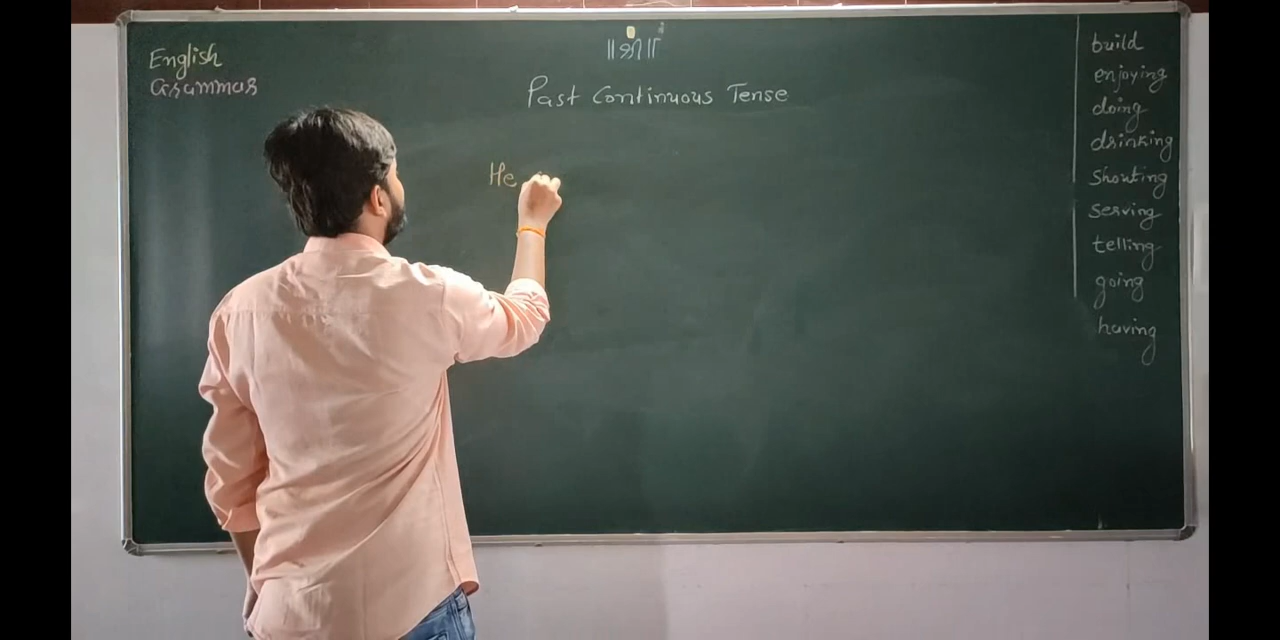 English
Grammar
॥श्री॥
Past Continuous Tense
He
build
enjoying
doing
drinking
shouting
serving
telling
going
having